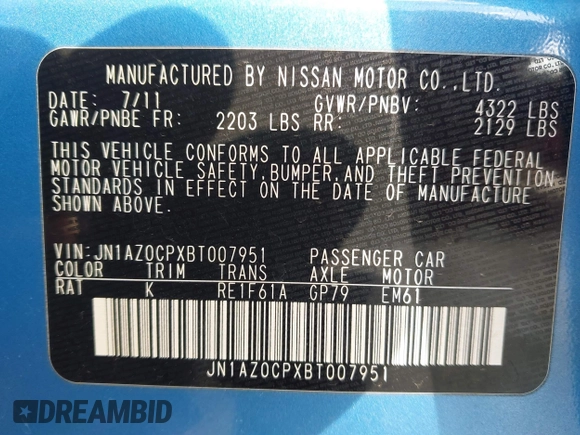 MANUFACTURED BY NISSAN MOTOR CO.,LTD.
DATE: 7/11 GVWR/PNBV: 4322 LBS
GAWR/PNBE FR: 2203 LBS RR: 2129 LBS
THIS VEHICLE CONFORMS TO ALL APPLICABLE FEDERAL
MOTOR VEHICLE SAFETY,BUMPER,AND THEFT PREVENTION
STANDARDS IN EFFECT ON THE DATE OF MANUFACTURE
SHOWN ABOVE.
VIN:JN1AZ0CPXBT007951 PASSENGER CAR
COLOR TRIM TRANS AXLE MOTOR
RAT K RE1F61A GP79 EM61
JN1AZ0CPXBT007951
DREAMBID